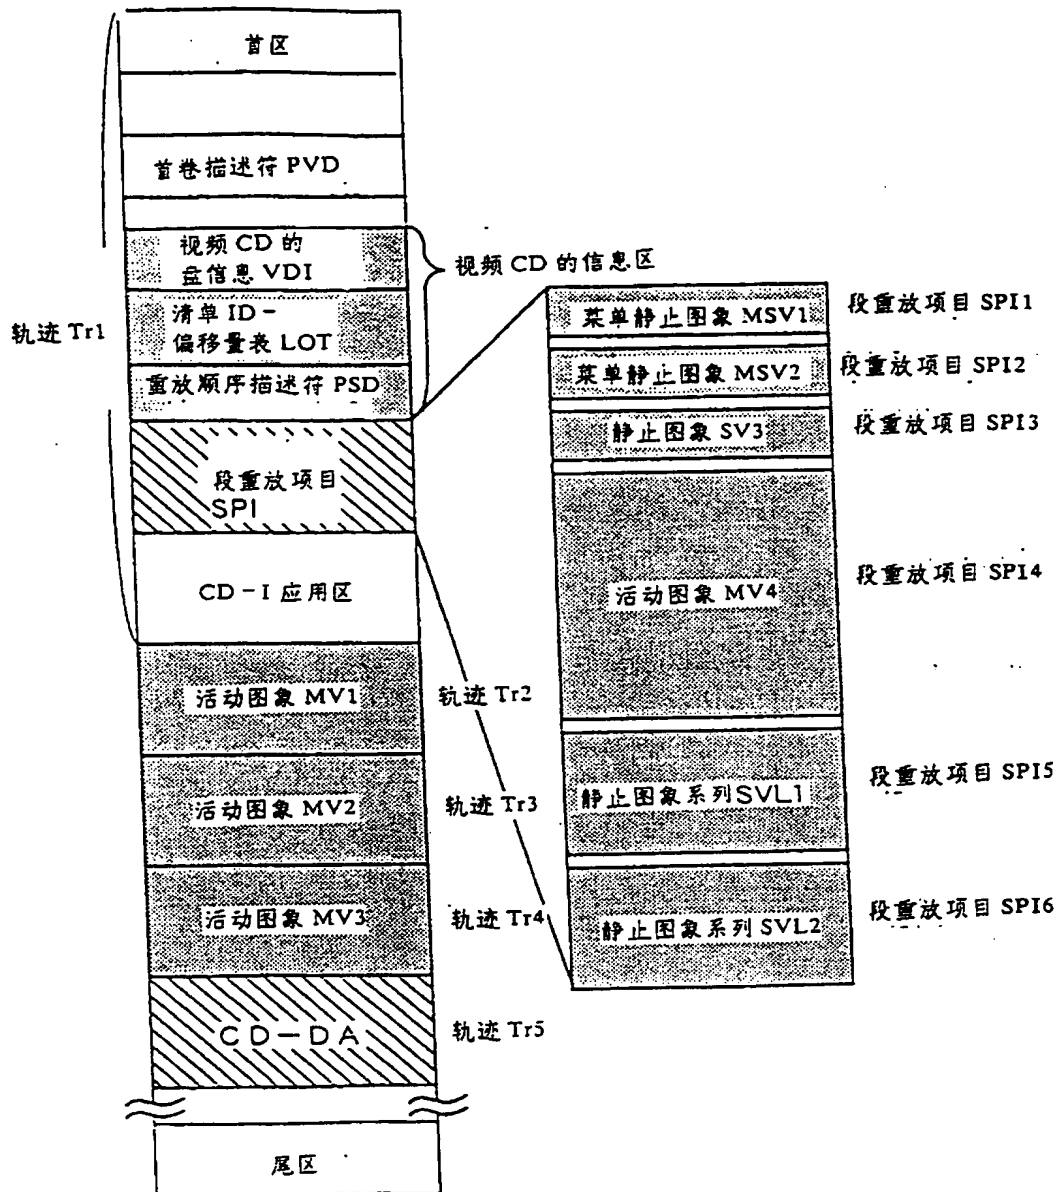 首区
首卷描述符 PVD
视频 CD 的
盘信息 VDI
视频 CD 的信息区
清单 ID－
偏移量表 LOT
轨迹 Tr1
重放顺序描述符 PSD
段重放项目
SPI
CD－I 应用区
活动图象 MV1
轨迹 Tr2
活动图象 MV2
轨迹 Tr3
活动图象 MV3
轨迹 Tr4
CD－DA
轨迹 Tr5
尾区
菜单静止图象 MSV1
段重放项目 SPI1
菜单静止图象 MSV2
段重放项目 SPI2
静止图象 SV3
段重放项目 SPI3
活动图象 MV4
段重放项目 SPI4
静止图象系列SVL1
段重放项目 SPI5
静止图象系列 SVL2
段重放项目 SPI6